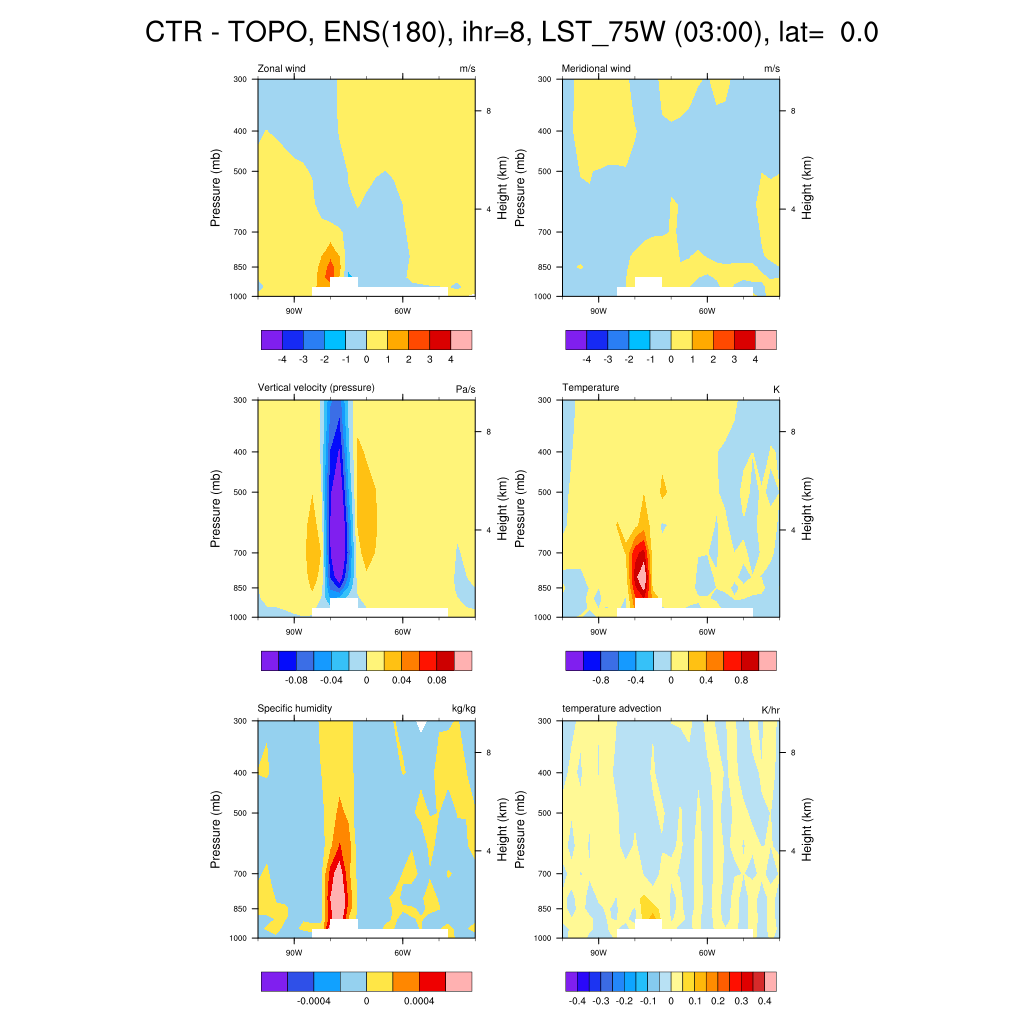 CTR - TOPO, ENS(180), ihr=8, LST_75W (03:00), lat=  0.0
Zonal wind m/s
Pressure (mb)
300
400
500
700
850
1000
8
4
Height (km)
90W 60W
-4 -3 -2 -1 0 1 2 3 4
Meridional wind m/s
Pressure (mb)
300
400
500
700
850
1000
8
4
Height (km)
90W 60W
-4 -3 -2 -1 0 1 2 3 4
Vertical velocity (pressure) Pa/s
Pressure (mb)
300
400
500
700
850
1000
8
4
Height (km)
90W 60W
-0.08 -0.04 0 0.04 0.08
Temperature K
Pressure (mb)
300
400
500
700
850
1000
8
4
Height (km)
90W 60W
-0.8 -0.4 0 0.4 0.8
Specific humidity kg/kg
Pressure (mb)
300
400
500
700
850
1000
8
4
Height (km)
90W 60W
-0.0004 0 0.0004
temperature advection K/hr
Pressure (mb)
300
400
500
700
850
1000
8
4
Height (km)
90W 60W
-0.4 -0.3 -0.2 -0.1 0 0.1 0.2 0.3 0.4